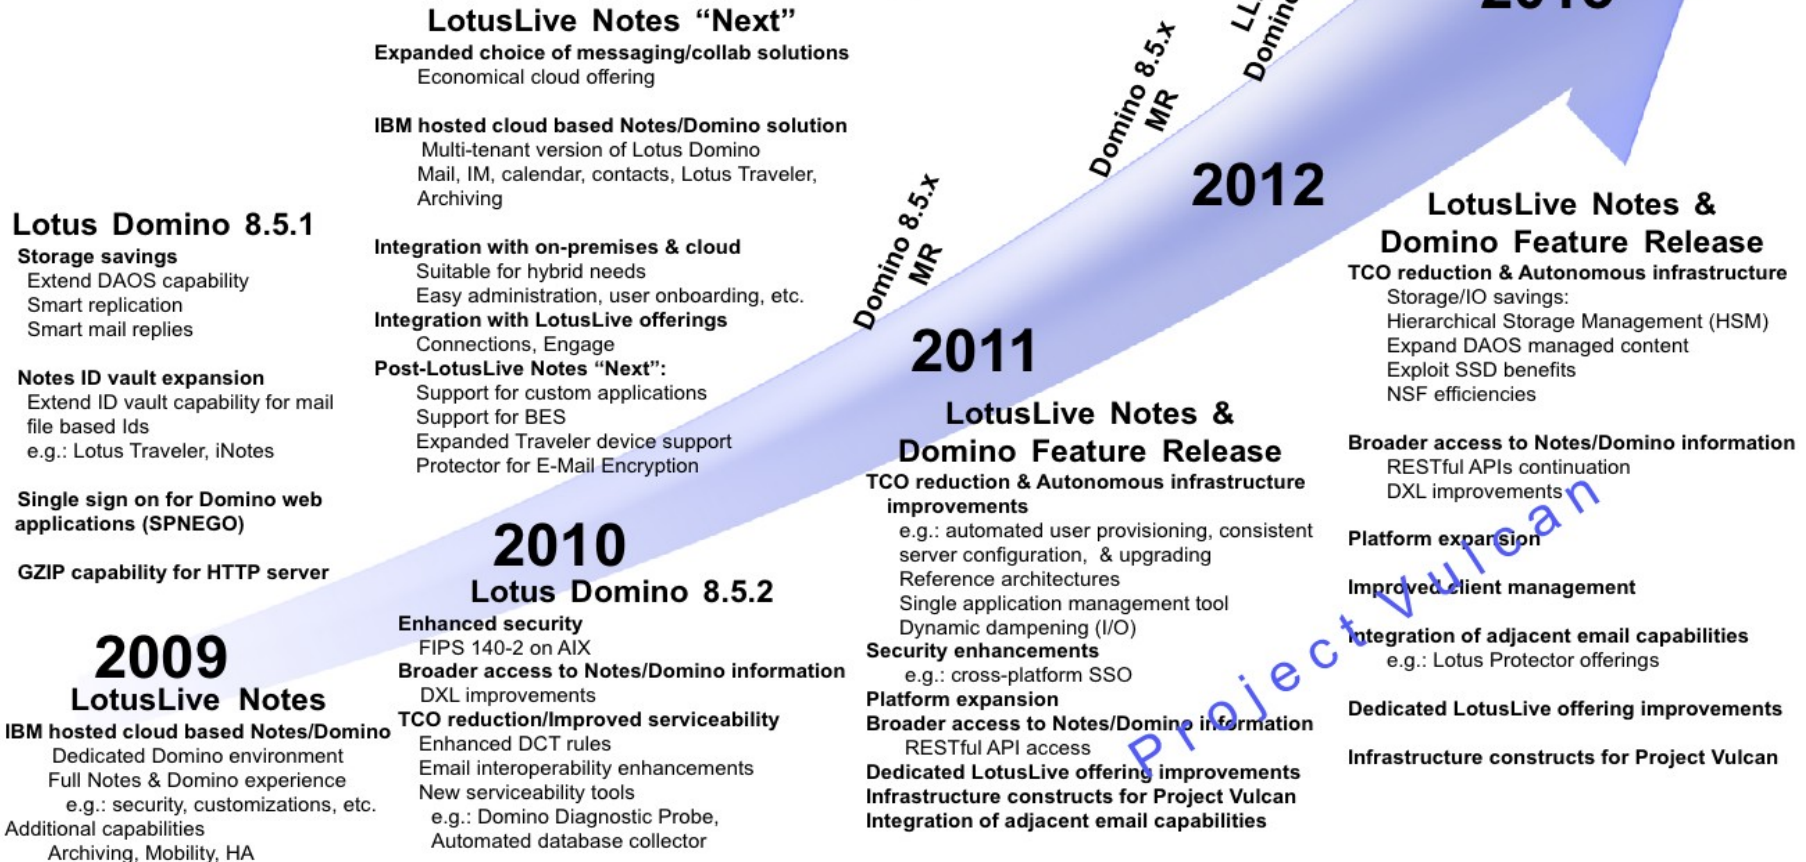 LotusLive Notes “Next”
Expanded choice of messaging/collab solutions
Economical cloud offering
IBM hosted cloud based Notes/Domino solution
Multi-tenant version of Lotus Domino
Mail, IM, calendar, contacts, Lotus Traveler,
Archiving
Integration with on-premises & cloud
Suitable for hybrid needs
Easy administration, user onboarding, etc.
Integration with LotusLive offerings
Connections, Engage
Post-LotusLive Notes “Next”:
Support for custom applications
Support for BES
Expanded Traveler device support
Protector for E-Mail Encryption
Lotus Domino 8.5.1
Storage savings
Extend DAOS capability
Smart replication
Smart mail replies
Notes ID vault expansion
Extend ID vault capability for mail
file based Ids
e.g.: Lotus Traveler, iNotes
Single sign on for Domino web
applications (SPNEGO)
GZIP capability for HTTP server
2009
LotusLive Notes
IBM hosted cloud based Notes/Domino
Dedicated Domino environment
Full Notes & Domino experience
e.g.: security, customizations, etc.
Additional capabilities
Archiving, Mobility, HA
2010
Lotus Domino 8.5.2
Enhanced security
FIPS 140-2 on AIX
Broader access to Notes/Domino information
DXL improvements
TCO reduction/Improved serviceability
Enhanced DCT rules
Email interoperability enhancements
New serviceability tools
e.g.: Domino Diagnostic Probe,
Automated database collector
Domino 8.5.x
MR
2011
LotusLive Notes &
Domino Feature Release
TCO reduction & Autonomous infrastructure
improvements
e.g.: automated user provisioning, consistent
server configuration, & upgrading
Reference architectures
Single application management tool
Dynamic dampening (I/O)
Security enhancements
e.g.: cross-platform SSO
Platform expansion
Broader access to Notes/Domino information
RESTful API access
Dedicated LotusLive offering improvements
Infrastructure constructs for Project Vulcan
Integration of adjacent email capabilities
Domino 8.5.x
MR
2012
Domino
LotusLive Notes &
Domino Feature Release
TCO reduction & Autonomous infrastructure
Storage/IO savings:
Hierarchical Storage Management (HSM)
Expand DAOS managed content
Exploit SSD benefits
NSF efficiencies
Broader access to Notes/Domino information
RESTful APIs continuation
DXL improvements
Platform expansion
Improved client management
Integration of adjacent email capabilities
e.g.: Lotus Protector offerings
Dedicated LotusLive offering improvements
Infrastructure constructs for Project Vulcan
Project Vulcan